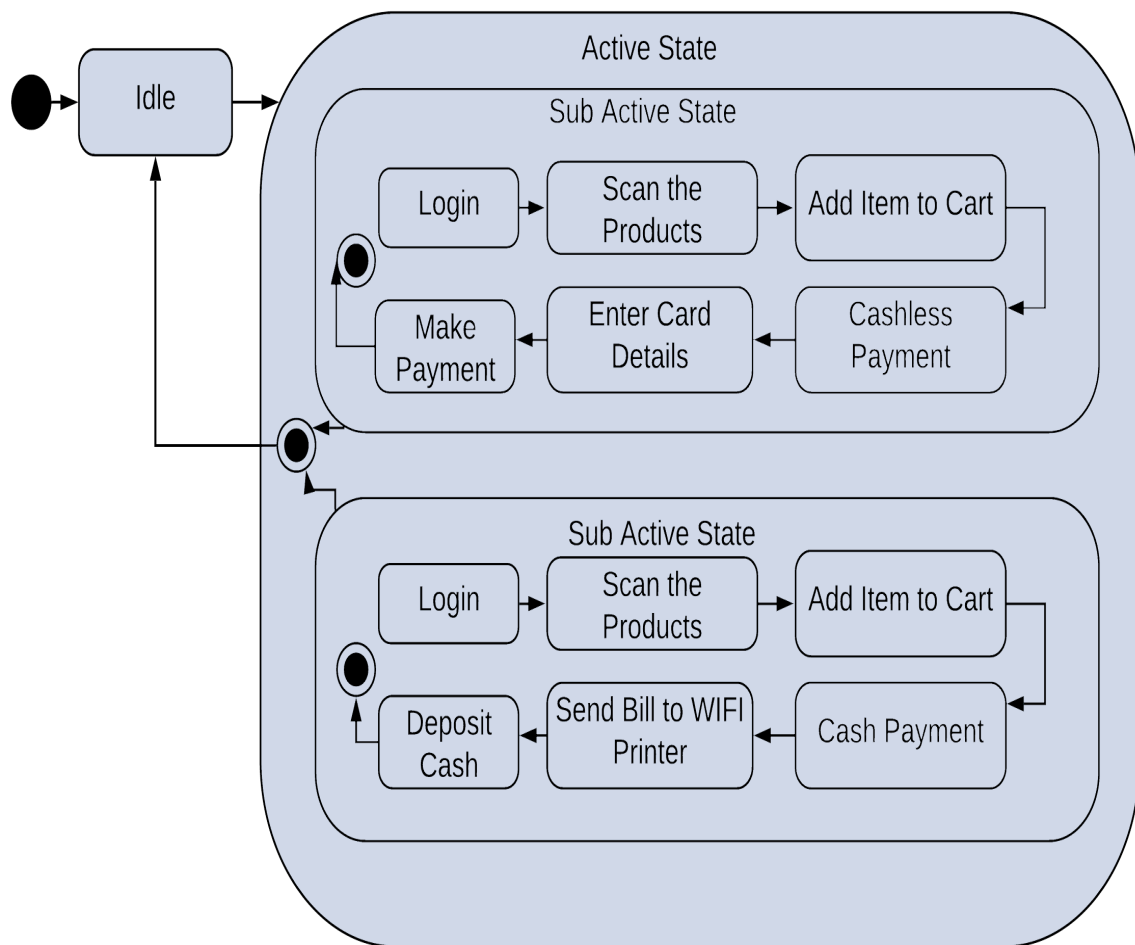 Active State
Idle
Sub Active State
Login
Scan the
Products
Add Item to Cart
Make
Payment
Enter Card
Details
Cashless
Payment
Sub Active State
Login
Scan the
Products
Add Item to Cart
Deposit
Cash
Send Bill to WIFI
Printer
Cash Payment